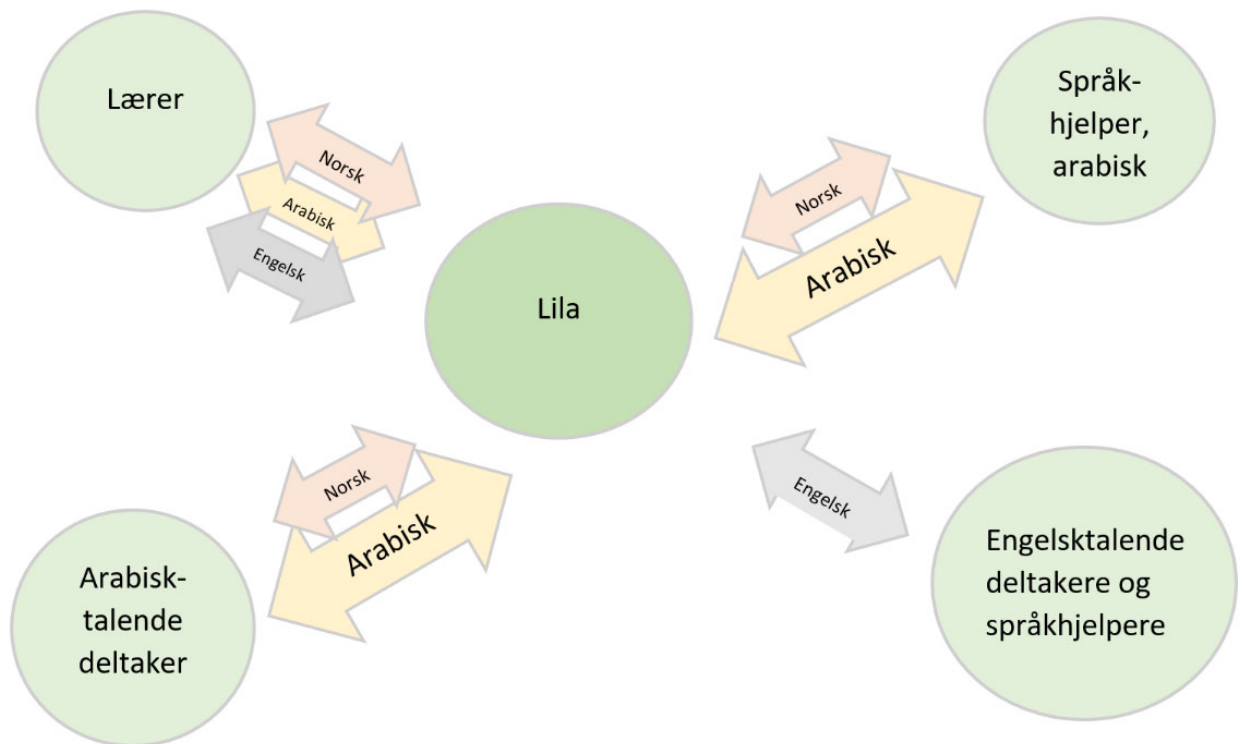 Lærer
Norsk
Arabisk
Engelsk
Språk-
hjelper,
arabisk
Norsk
Arabisk
Lila
Norsk
Arabisk
Arabisk-
talende
deltaker
Engelsk
Engelsktalende
deltakere og
språkhjelpere